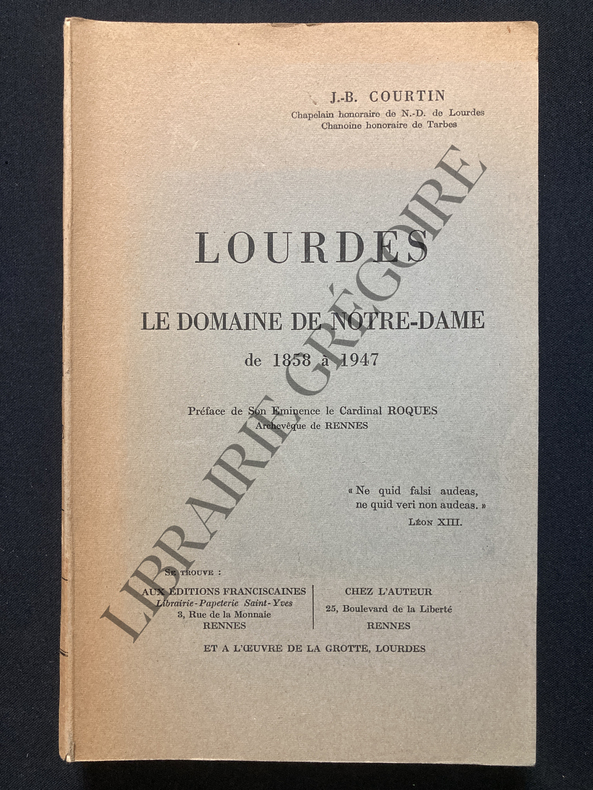 J.-B. COURTIN
Chapelain honoraire de N.-D. de Lourdes
Chanoine honoraire de Tarbes
LOURDES
LE DOMAINE DE NOTRE-DAME
de 1858 à 1947
Préface de Son Eminence le Cardinal ROQUES
Archevêque de RENNES
« Ne quid falsi audeas,
ne quid veri non audeas. »
LÉON XIII.
SE TROUVE :
AUX EDITIONS FRANCISCAINES
Librairie-Papeterie Saint-Yves
3, Rue de la Monnaie
RENNES
CHEZ L'AUTEUR
25, Boulevard de la Liberté
RENNES
ET A L'ŒUVRE DE LA GROTTE, LOURDES
LIBRAIRIE GRÉGOIRE